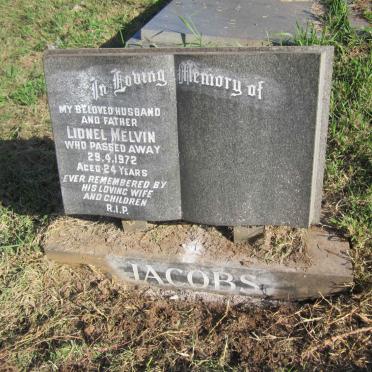 In Loving Memory of
MY BELOVED HUSBAND
AND FATHER
LIONEL MELVIN
WHO PASSED AWAY
29.4.1972
AGED 24 YEARS
EVER REMEMBERED BY
HIS LOVING WIFE
AND CHILDREN
R.I.P.
JACOBS